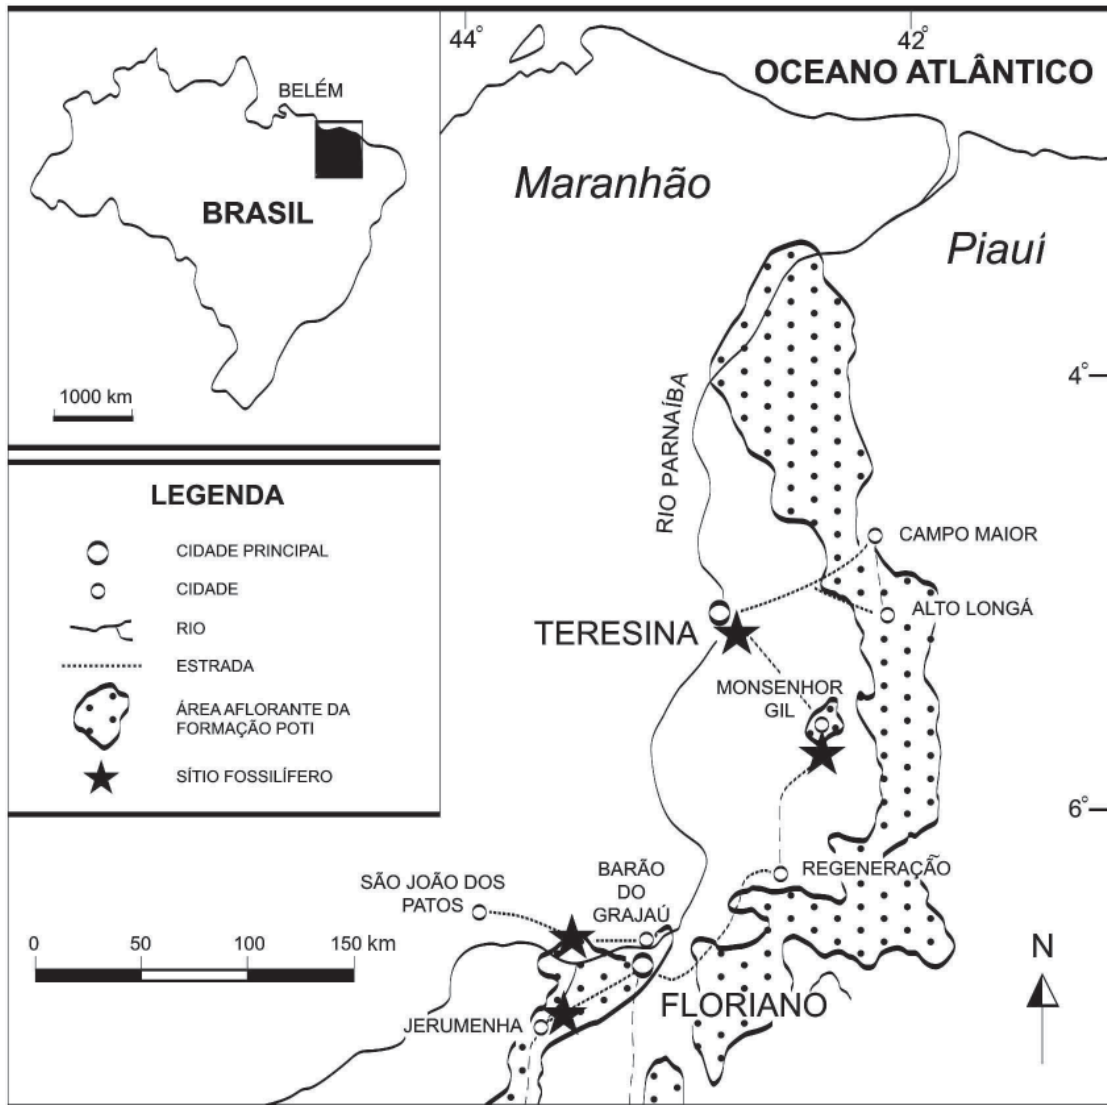 44°
42°
OCEANO ATLÂNTICO
BELÉM
BRASIL
1000 km
Maranhão
Piauí
4°
RIO PARNAÍBA
LEGENDA
CIDADE PRINCIPAL
CIDADE
RIO
ESTRADA
ÁREA AFLORANTE DA
FORMAÇÃO POTI
SÍTIO FOSSILÍFERO
CAMPO MAIOR
ALTO LONGÁ
TERESINA
MONSENHOR
GIL
6°
REGENERAÇÃO
BARÃO
DO
GRAJAÚ
SÃO JOÃO DOS
PATOS
0 50 100 150 km
N
FLORIANO
JERUMENHA